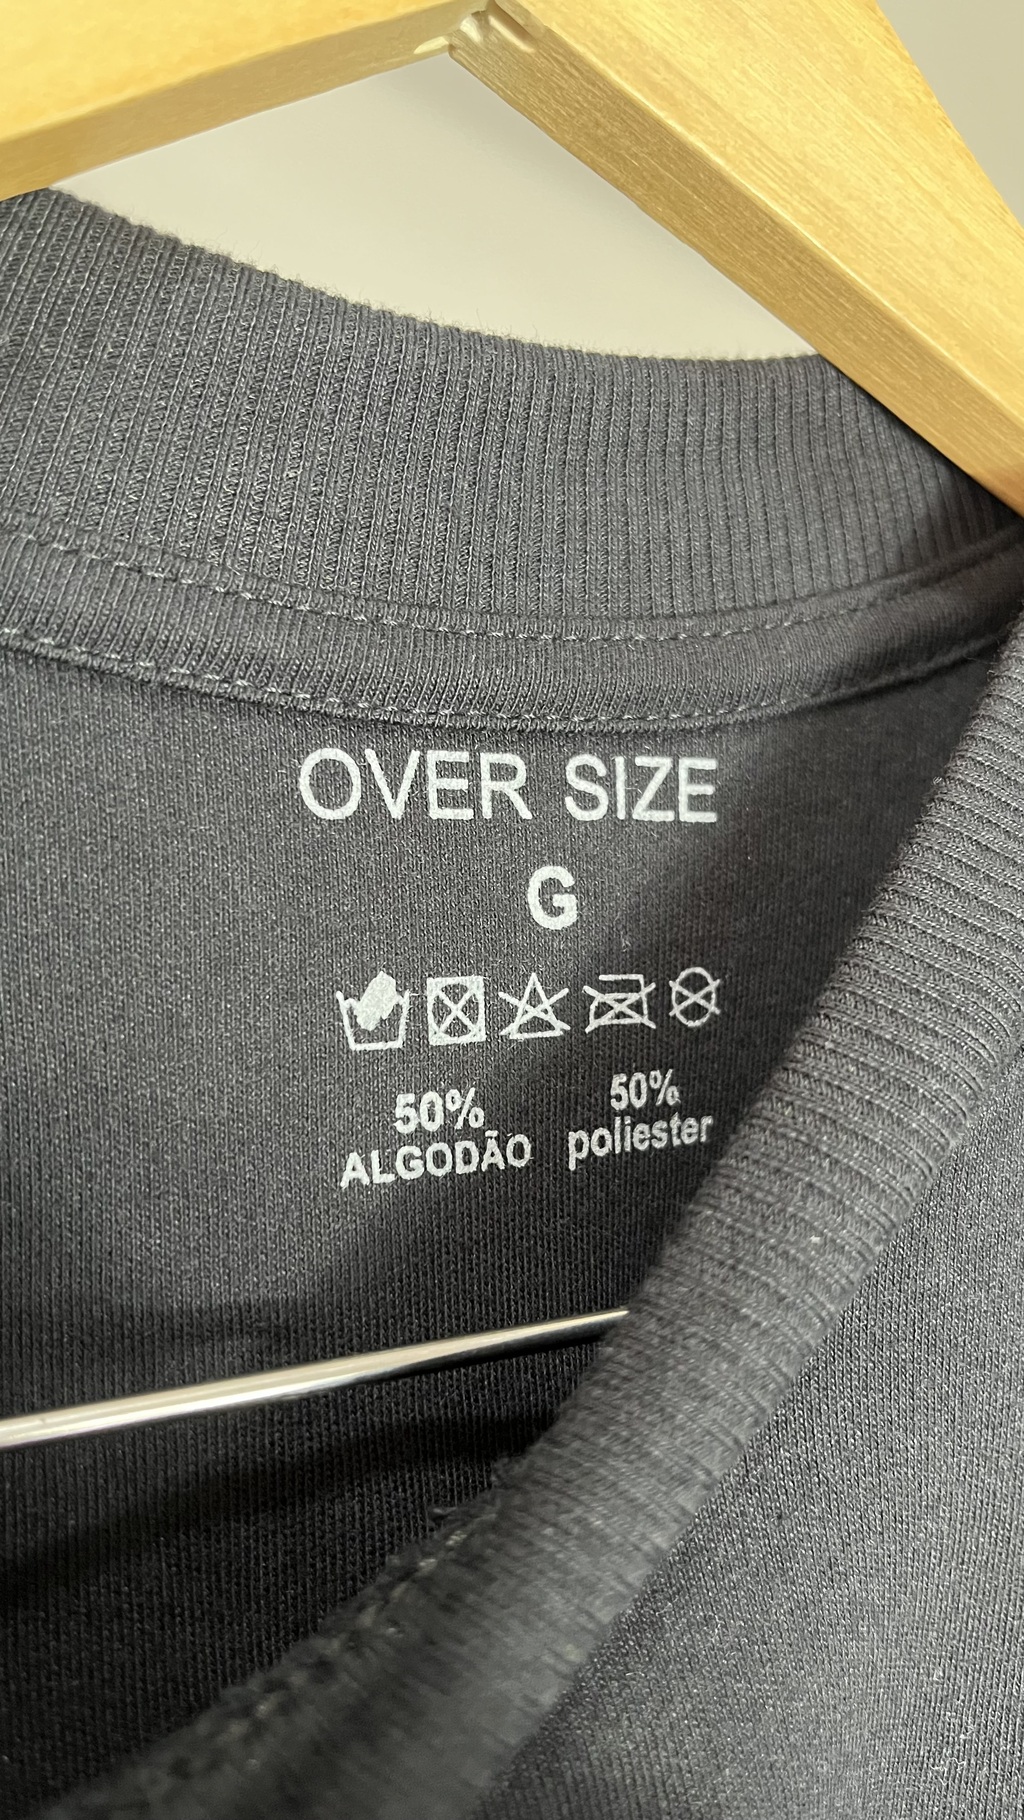 OVER SIZE
G
50% 50%
ALGODÃO poliester